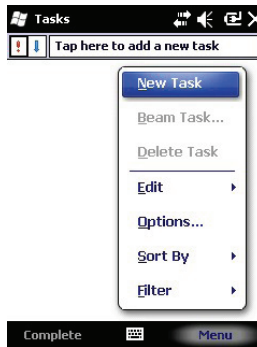 Tasks
Tap here to add a new task
New Task
Beam Task...
Delete Task
Edit
Options...
Sort By
Filter
Complete
Menu